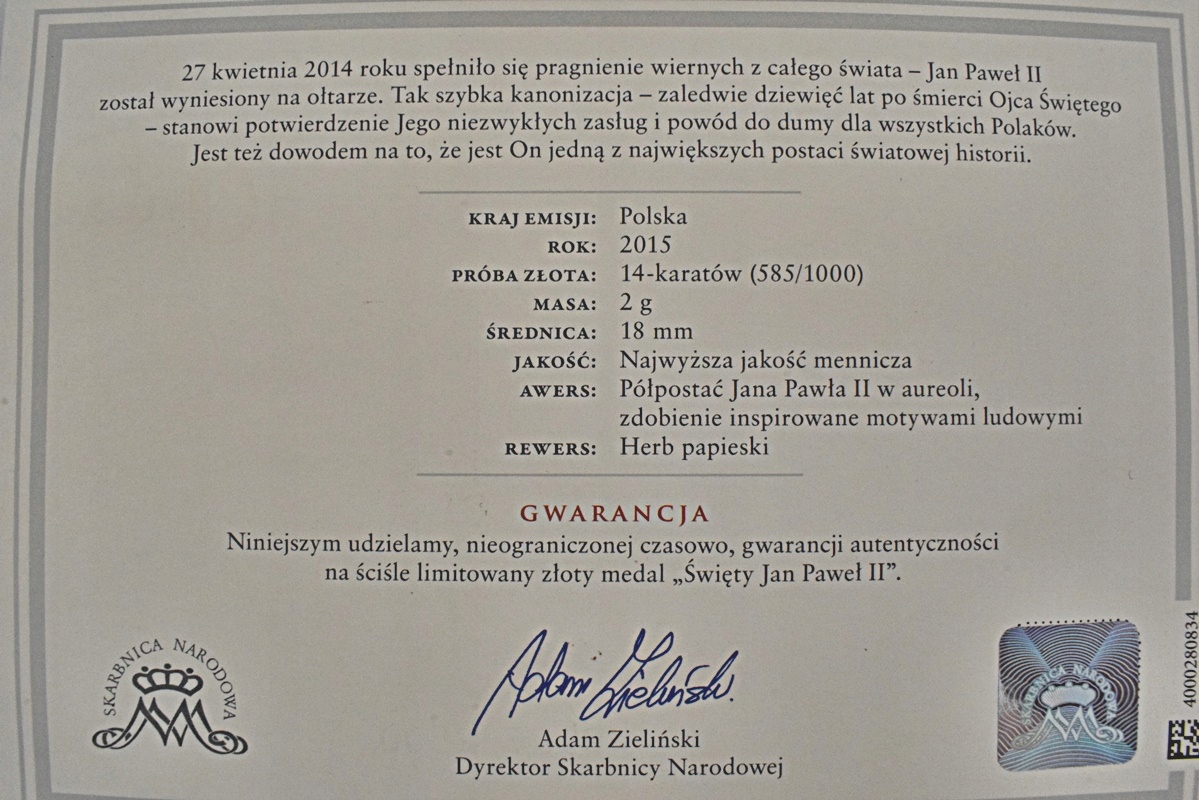 27 kwietnia 2014 roku spełniło się pragnienie wiernych z całego świata – Jan Paweł II
został wyniesiony na ołtarze. Tak szybka kanonizacja – zaledwie dziewięć lat po śmierci Ojca Świętego
– stanowi potwierdzenie Jego niezwykłych zasług i powód do dumy dla wszystkich Polaków.
Jest też dowodem na to, że jest On jedną z największych postaci światowej historii.
KRAJ EMISJI: Polska
ROK: 2015
PRÓBA ZŁOTA: 14-karatów (585/1000)
MASA: 2 g
ŚREDNICA: 18 mm
JAKOŚĆ: Najwyższa jakość mennicza
AWERS: Półpostać Jana Pawła II w aureoli,
zdobienie inspirowane motywami ludowymi
REWERS: Herb papieski
GWARANCJA
Niniejszym udzielamy, nieograniczonej czasowo, gwarancji autentyczności
na ściśle limitowany złoty medal „Święty Jan Paweł II”.
SKARBNICA NARODOWA
Adam Zieliński
Adam Zieliński
Dyrektor Skarbnicy Narodowej
SKARBNICA NARODOWA
4000280834